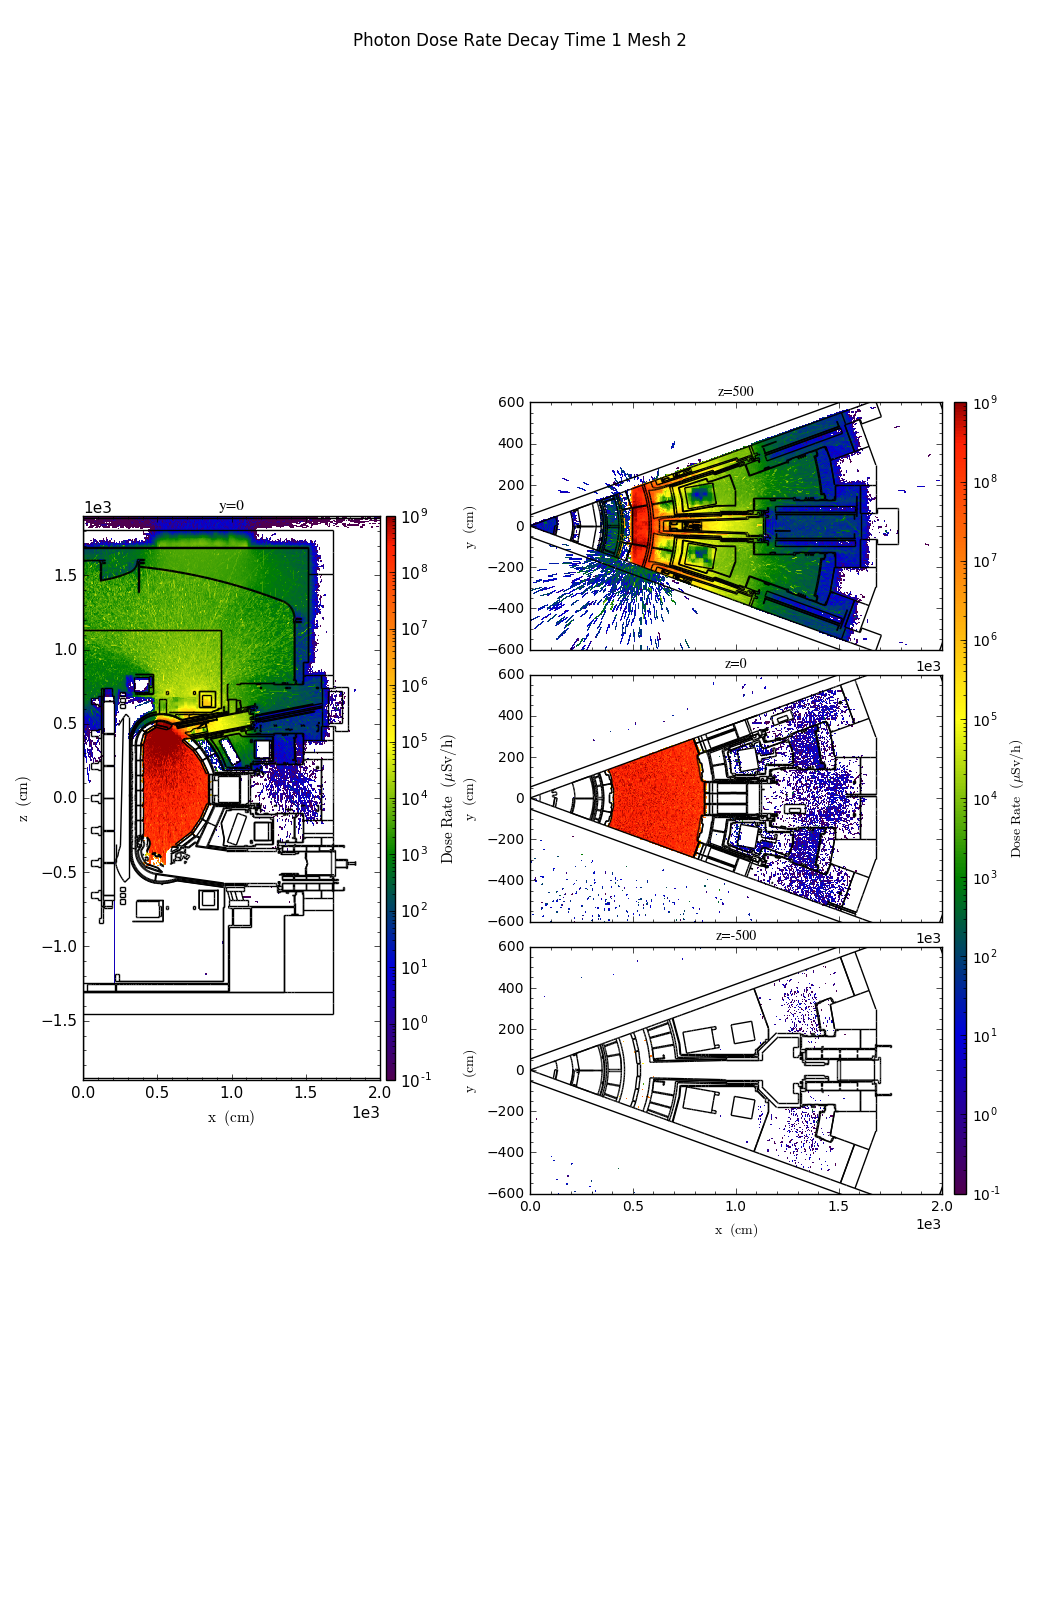 Photon Dose Rate Decay Time 1 Mesh 2
y=0
1e3
1.5
1.0
0.5
0.0
−0.5
−1.0
−1.5
z (cm)
0.0 0.5 1.0 1.5 2.0
1e3
x (cm)
10^9
10^8
10^7
10^6
10^5
10^4
10^3
10^2
10^1
10^0
10^-1
Dose Rate (μSv/h)
z=500
600
400
200
0
−200
−400
−600
y (cm)
1e3
z=0
600
400
200
0
−200
−400
−600
y (cm)
1e3
z=-500
600
400
200
0
−200
−400
−600
y (cm)
0.0 0.5 1.0 1.5 2.0
1e3
x (cm)
10^9
10^8
10^7
10^6
10^5
10^4
10^3
10^2
10^1
10^0
10^-1
Dose Rate (μSv/h)